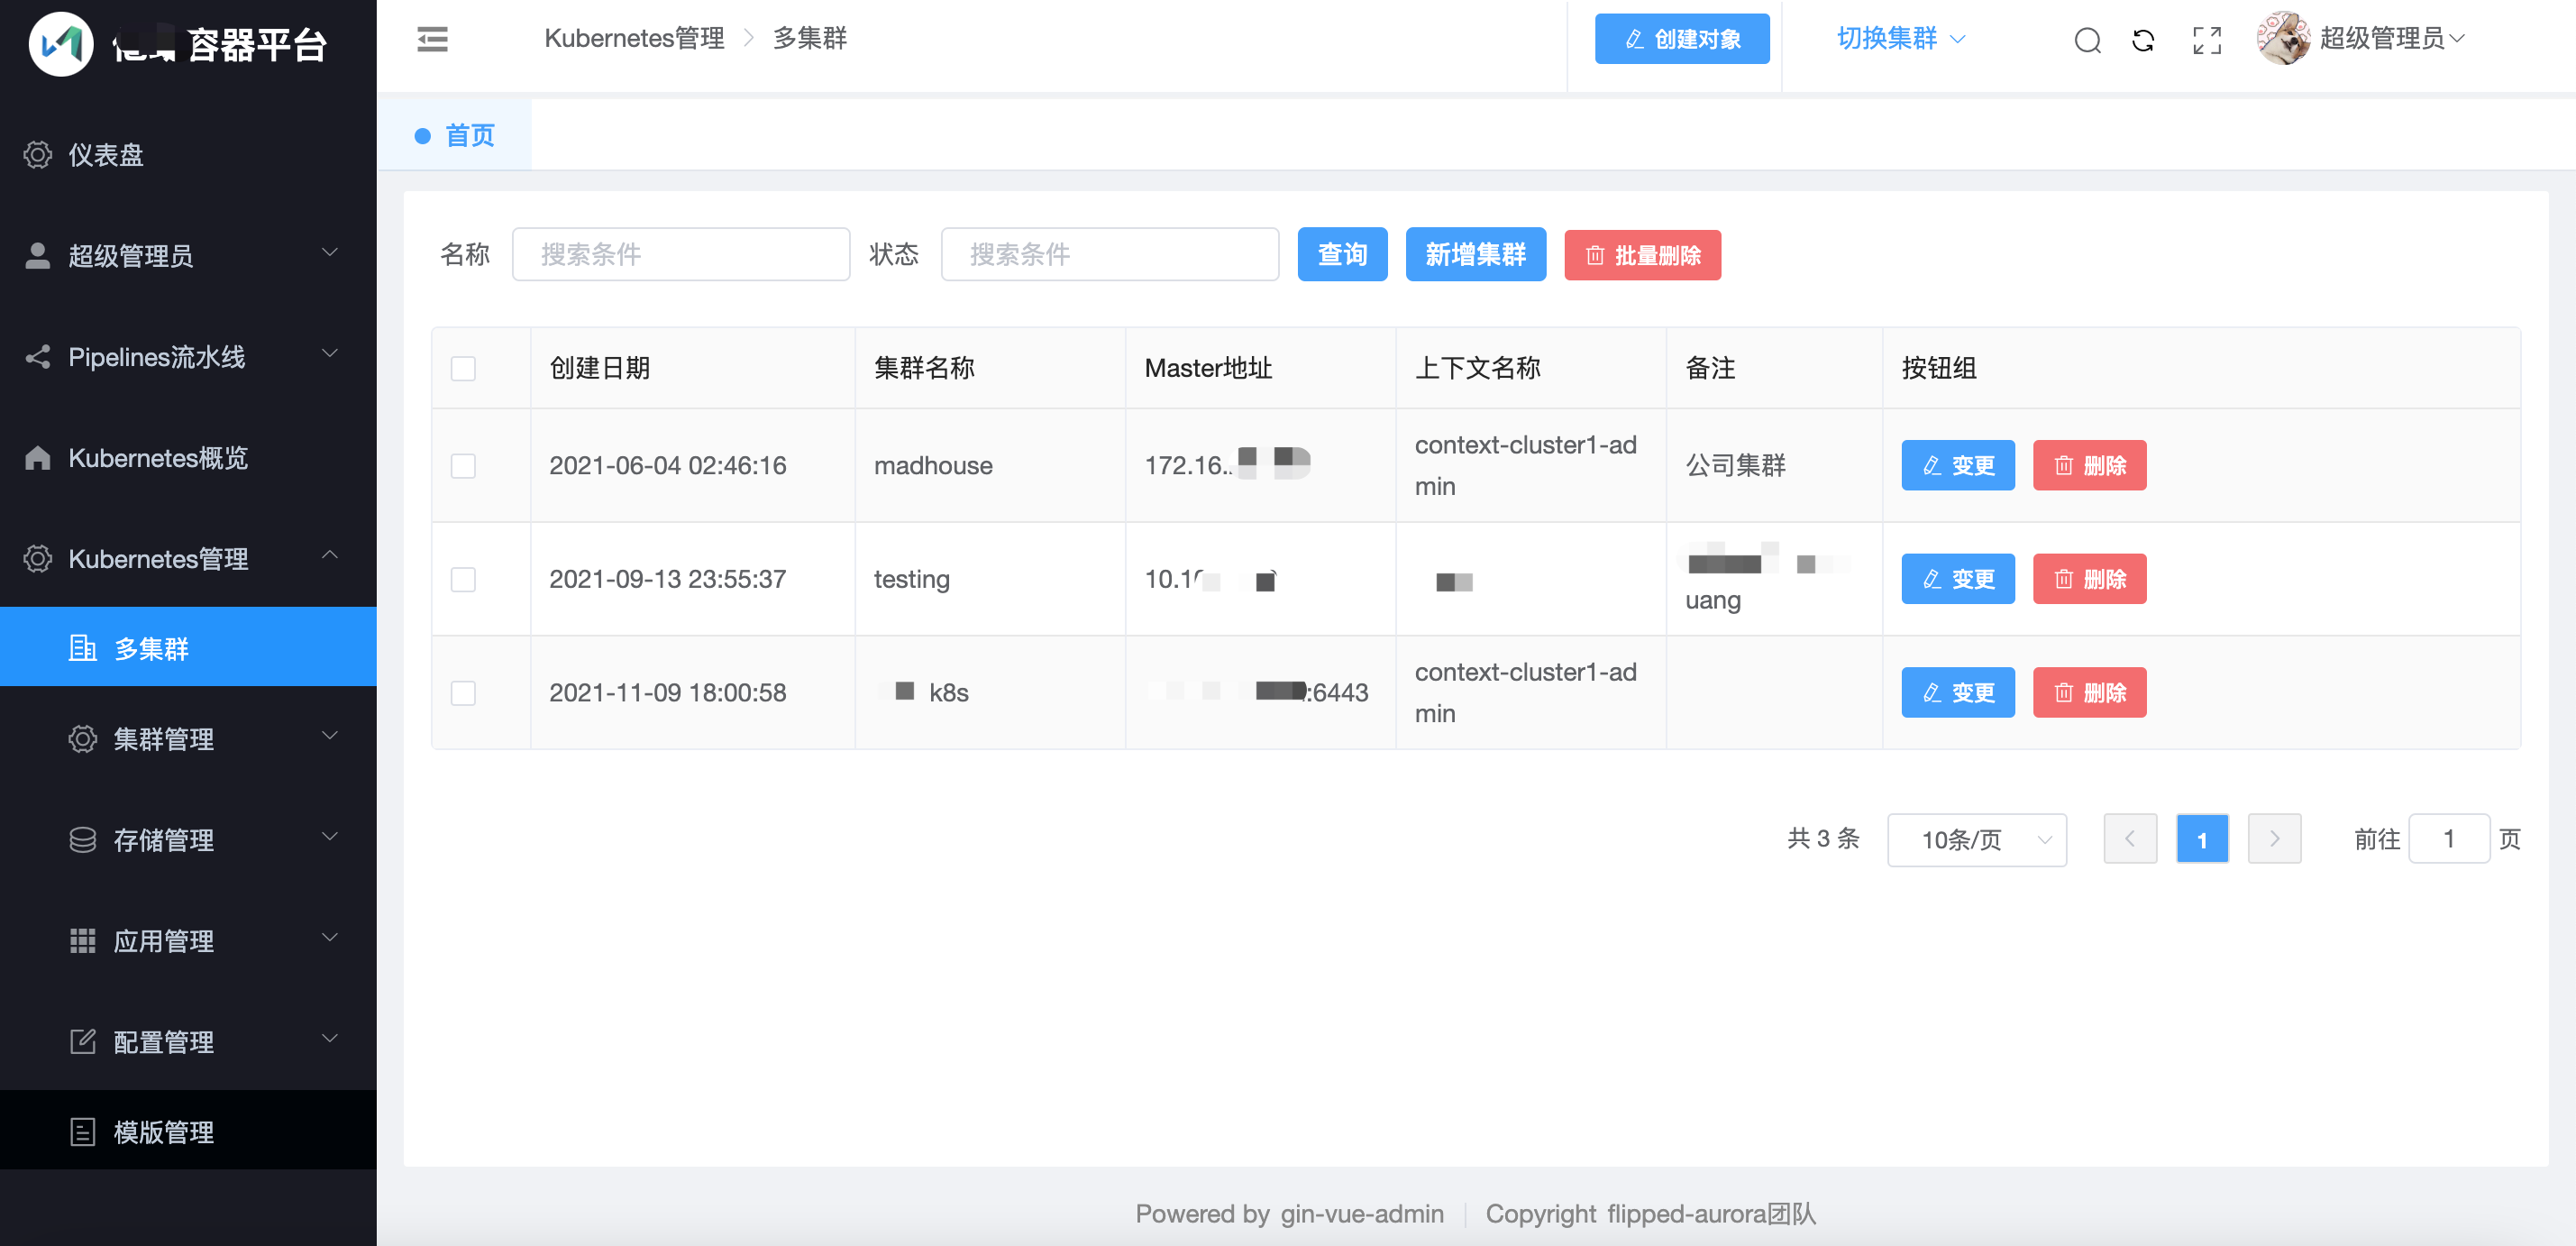 容器平台
Kubernetes管理 > 多集群
创建对象
切换集群
超级管理员
首页
仪表盘
超级管理员
Pipelines流水线
Kubernetes概览
Kubernetes管理
多集群
集群管理
存储管理
应用管理
配置管理
模版管理
名称 搜索条件 状态 搜索条件 查询 新增集群 批量删除
创建日期 集群名称 Master地址 上下文名称 备注 按钮组
2021-06-04 02:46:16 madhouse 172.16. context-cluster1-ad 公司集群 变更 删除
min
2021-09-13 23:55:37 testing 变更 删除
uang
2021-11-09 18:00:58 k8s :6443 context-cluster1-ad 变更 删除
min
共 3 条 10条/页 1 前往 1 页
Powered by gin-vue-admin Copyright flipped-aurora团队